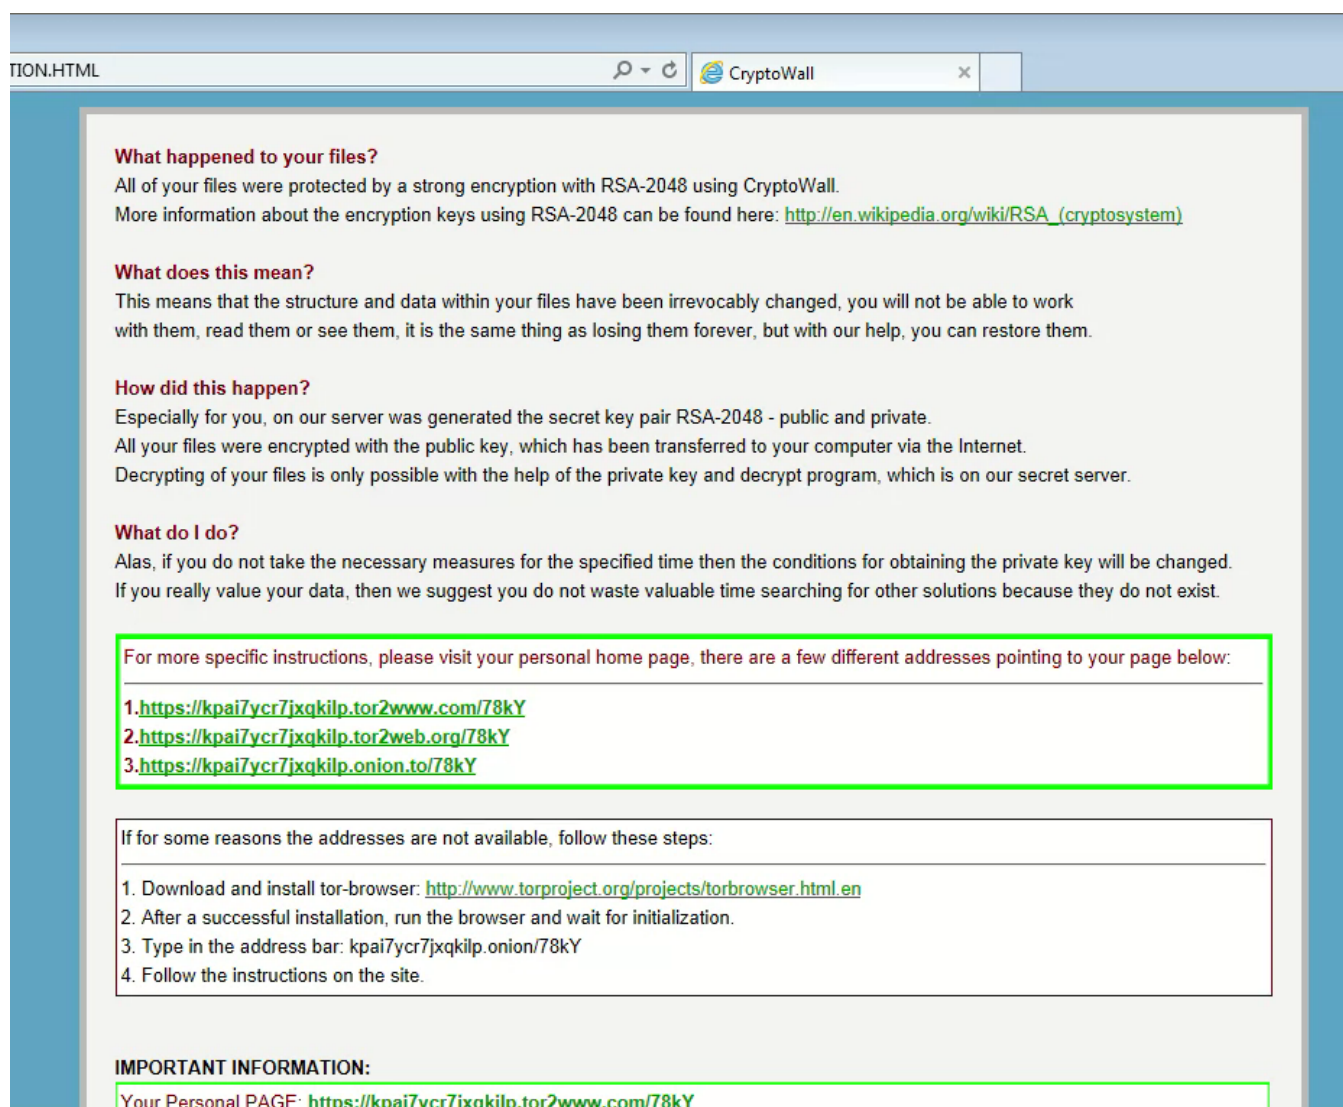 TION.HTML
CryptoWall
What happened to your files?
All of your files were protected by a strong encryption with RSA-2048 using CryptoWall.
More information about the encryption keys using RSA-2048 can be found here: http://en.wikipedia.org/wiki/RSA_(cryptosystem)
What does this mean?
This means that the structure and data within your files have been irrevocably changed, you will not be able to work
with them, read them or see them, it is the same thing as losing them forever, but with our help, you can restore them.
How did this happen?
Especially for you, on our server was generated the secret key pair RSA-2048 - public and private.
All your files were encrypted with the public key, which has been transferred to your computer via the Internet.
Decrypting of your files is only possible with the help of the private key and decrypt program, which is on our secret server.
What do I do?
Alas, if you do not take the necessary measures for the specified time then the conditions for obtaining the private key will be changed.
If you really value your data, then we suggest you do not waste valuable time searching for other solutions because they do not exist.
For more specific instructions, please visit your personal home page, there are a few different addresses pointing to your page below:
1.https://kpai7ycr7jxqkilp.tor2www.com/78kY
2.https://kpai7ycr7jxqkilp.tor2web.org/78kY
3.https://kpai7ycr7jxqkilp.onion.to/78kY
If for some reasons the addresses are not available, follow these steps:
1. Download and install tor-browser: http://www.torproject.org/projects/torbrowser.html.en
2. After a successful installation, run the browser and wait for initialization.
3. Type in the address bar: kpai7ycr7jxqkilp.onion/78kY
4. Follow the instructions on the site.
IMPORTANT INFORMATION:
Your Personal PAGE: https://kpai7ycr7jxqkilp.tor2www.com/78kY